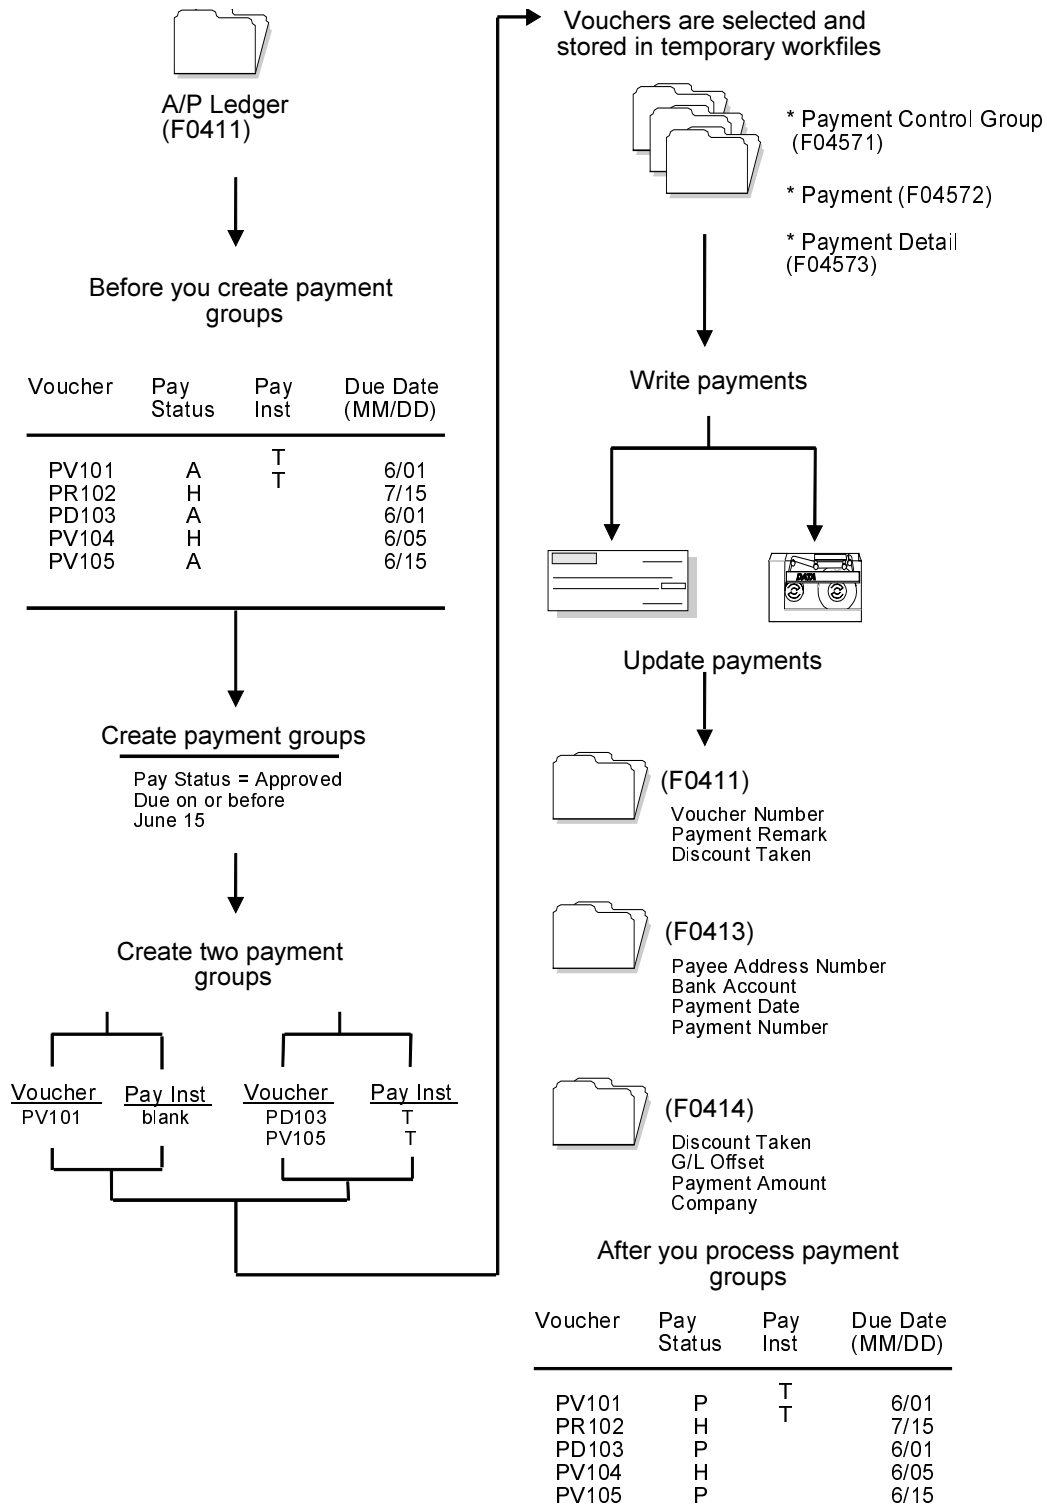 A/P Ledger
(F0411)
Before you create payment
groups
Voucher Pay Pay Due Date
Status Inst (MM/DD)
T
PV101 A 6/01
T
PR102 H 7/15
PD103 A 6/01
PV104 H 6/05
PV105 A 6/15
Create payment groups
Pay Status = Approved
Due on or before
June 15
Create two payment
groups
Voucher Pay Inst Voucher Pay Inst
PV101 blank PD103 T
PV105 T
Vouchers are selected and
stored in temporary workfiles
* Payment Control Group
(F04571)
* Payment (F04572)
* Payment Detail
(F04573)
Write payments
DATA
Update payments
(F0411)
Voucher Number
Payment Remark
Discount Taken
(F0413)
Payee Address Number
Bank Account
Payment Date
Payment Number
(F0414)
Discount Taken
G/L Offset
Payment Amount
Company
After you process payment
groups
Voucher Pay Pay Due Date
Status Inst (MM/DD)
T
PV101 P 6/01
T
PR102 H 7/15
PD103 P 6/01
PV104 H 6/05
PV105 P 6/15